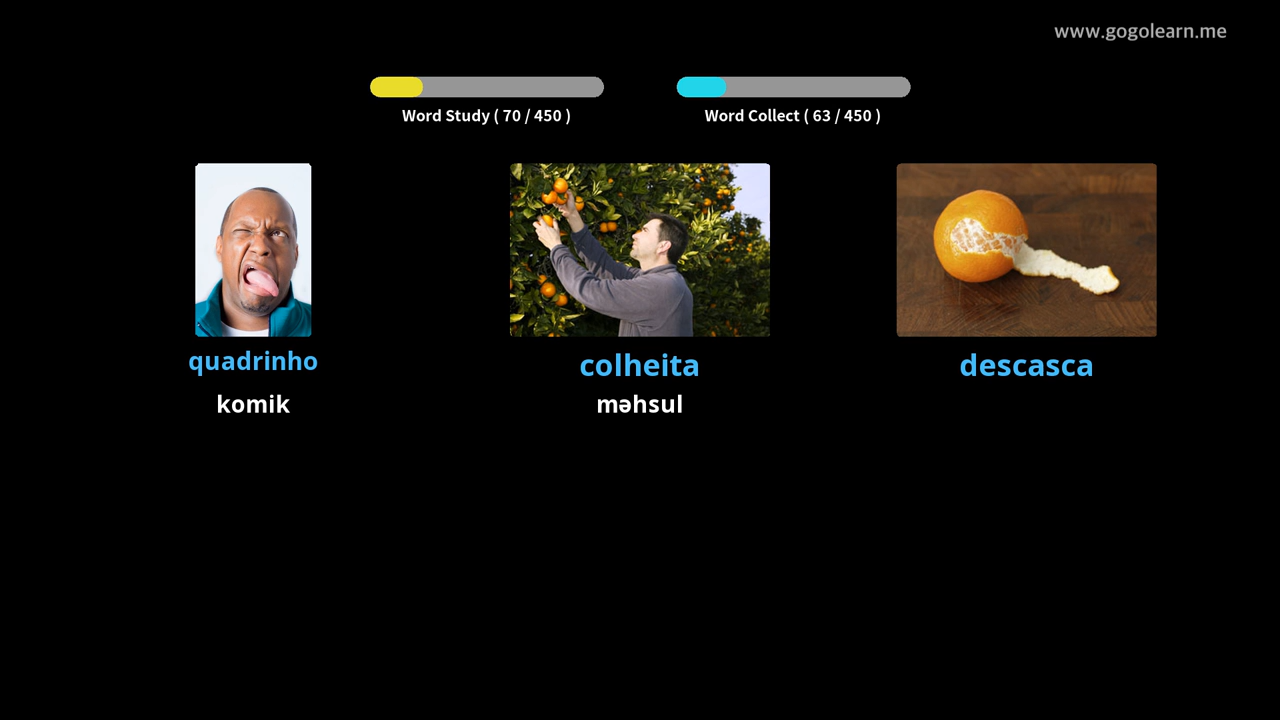 www.gogolearn.me
Word Study ( 70 / 450 )
Word Collect ( 63 / 450 )
quadrinho
colheita
descasca
komik
məhsul